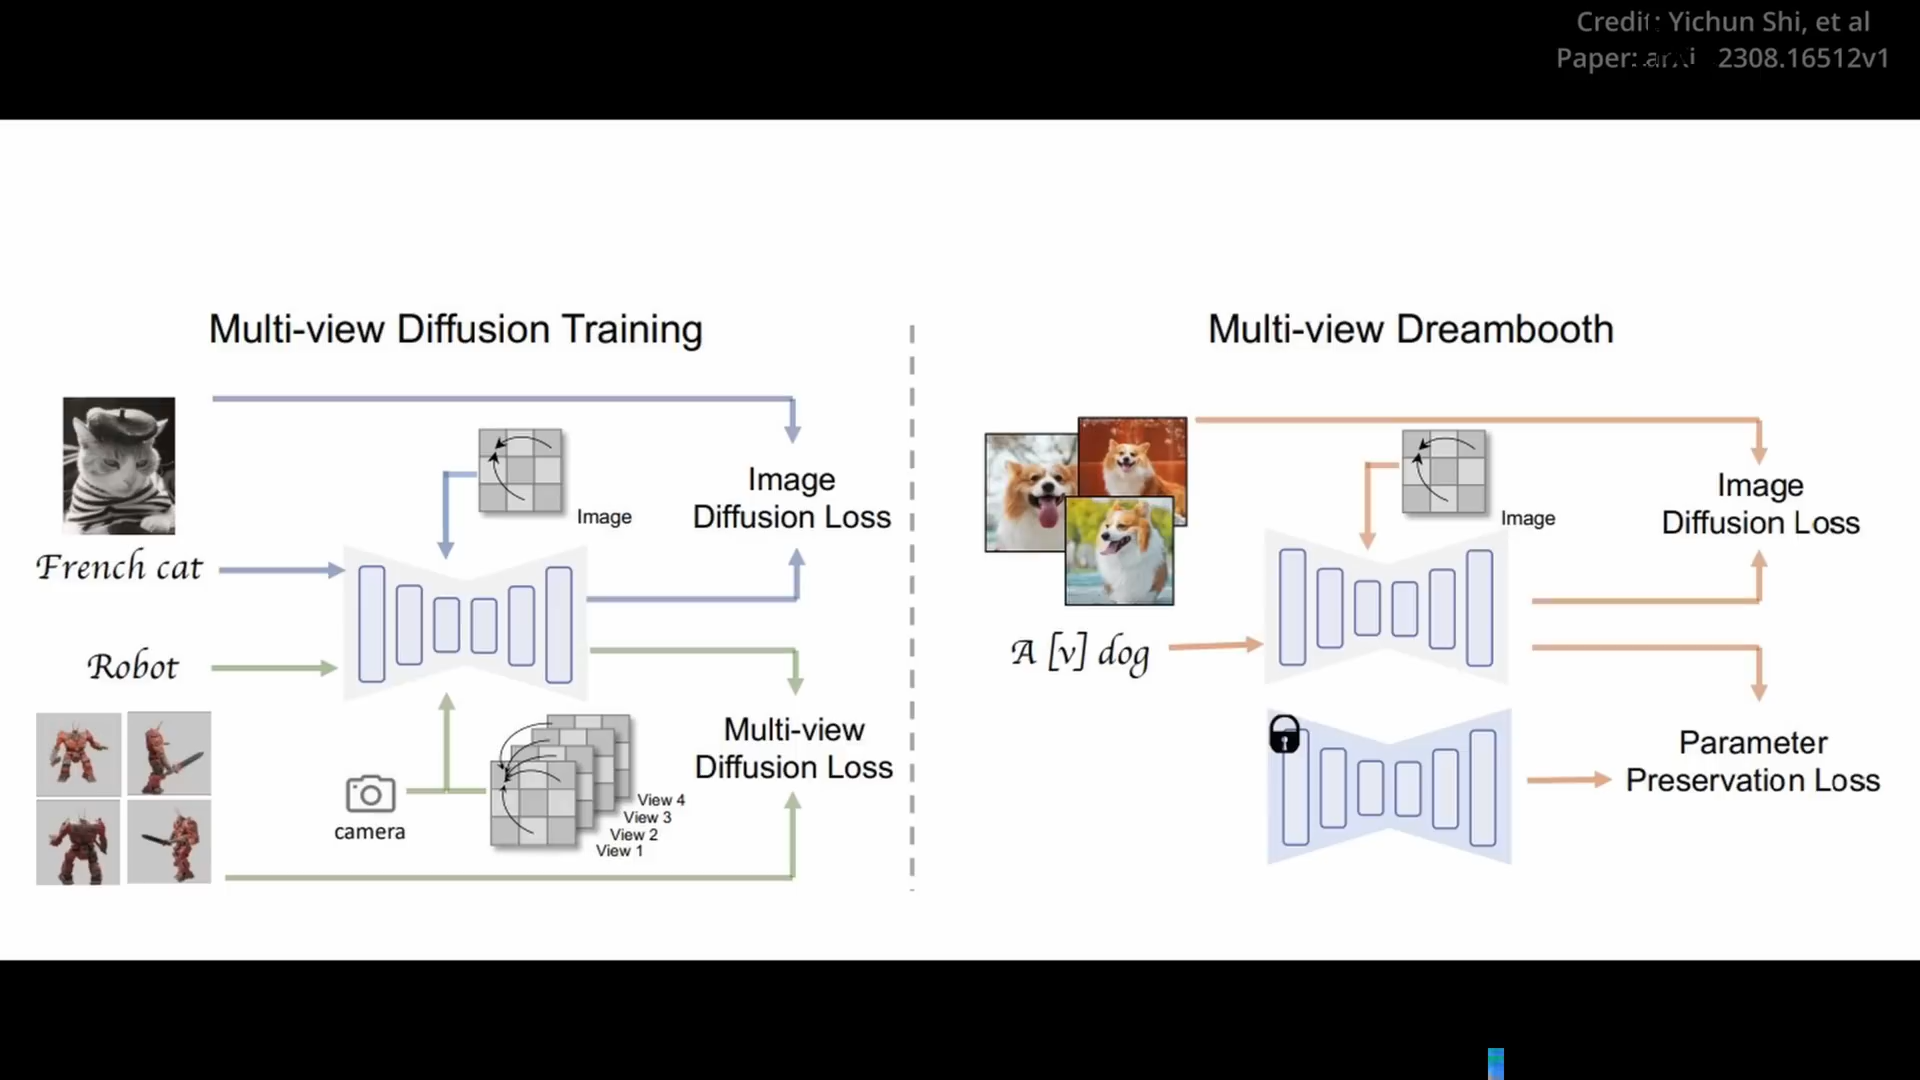 Credit: Yichun Shi, et al
Paper: 2308.16512v1
Multi-view Diffusion Training
French cat
Robot
camera
Image
View 4
View 3
View 2
View 1
Image
Diffusion Loss
Multi-view
Diffusion Loss
Multi-view Dreambooth
A [v] dog
Image
Image
Diffusion Loss
Parameter
Preservation Loss